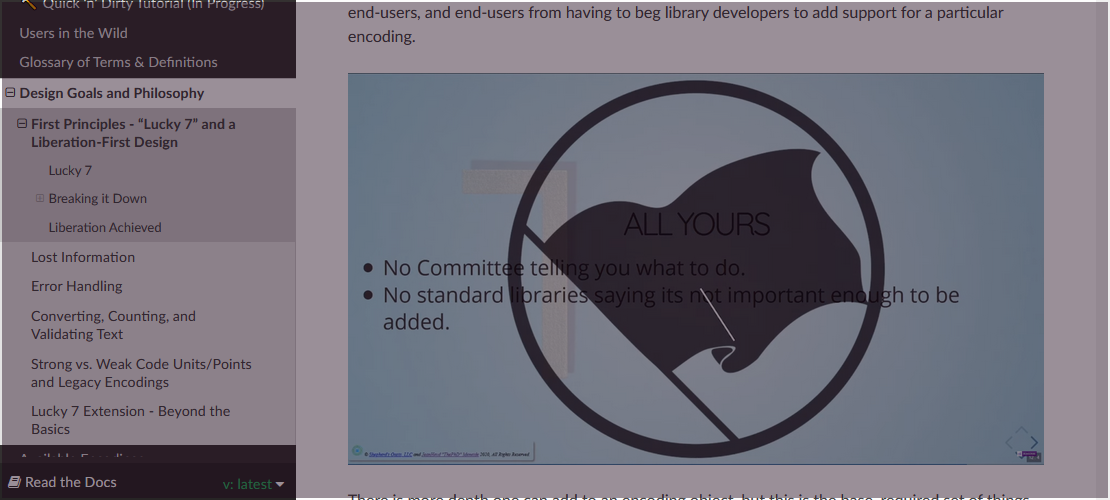 Quick 'n' Dirty Tutorial (In Progress)
Users in the Wild
Glossary of Terms & Definitions
Design Goals and Philosophy
First Principles - “Lucky 7” and a
Liberation-First Design
Lucky 7
Breaking it Down
Liberation Achieved
Lost Information
Error Handling
Converting, Counting, and
Validating Text
Strong vs. Weak Code Units/Points
and Legacy Encodings
Lucky 7 Extension - Beyond the
Basics
Read the Docs
v: latest
end-users, and end-users from having to beg library developers to add support for a particular
encoding.
ALL YOURS
No Committee telling you what to do.
No standard libraries saying its not important enough to be
added.
There is more depth one can add to an encoding object, but this is the base, required set of things